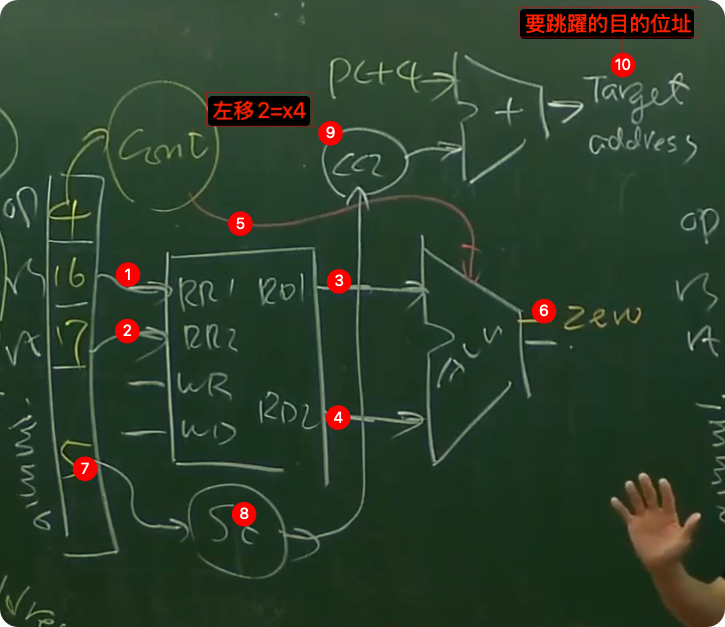 要跳躍的目的位址
10
PC+4
+
Target
address
左移2=x4
9
<<2
Cont
5
op
4
rs
16
1
RR1
RD1
3
rt
17
2
RR2
ALU
6
zero
WR
RD2
4
WD
imme
5
7
8
SE
op
rs
rt